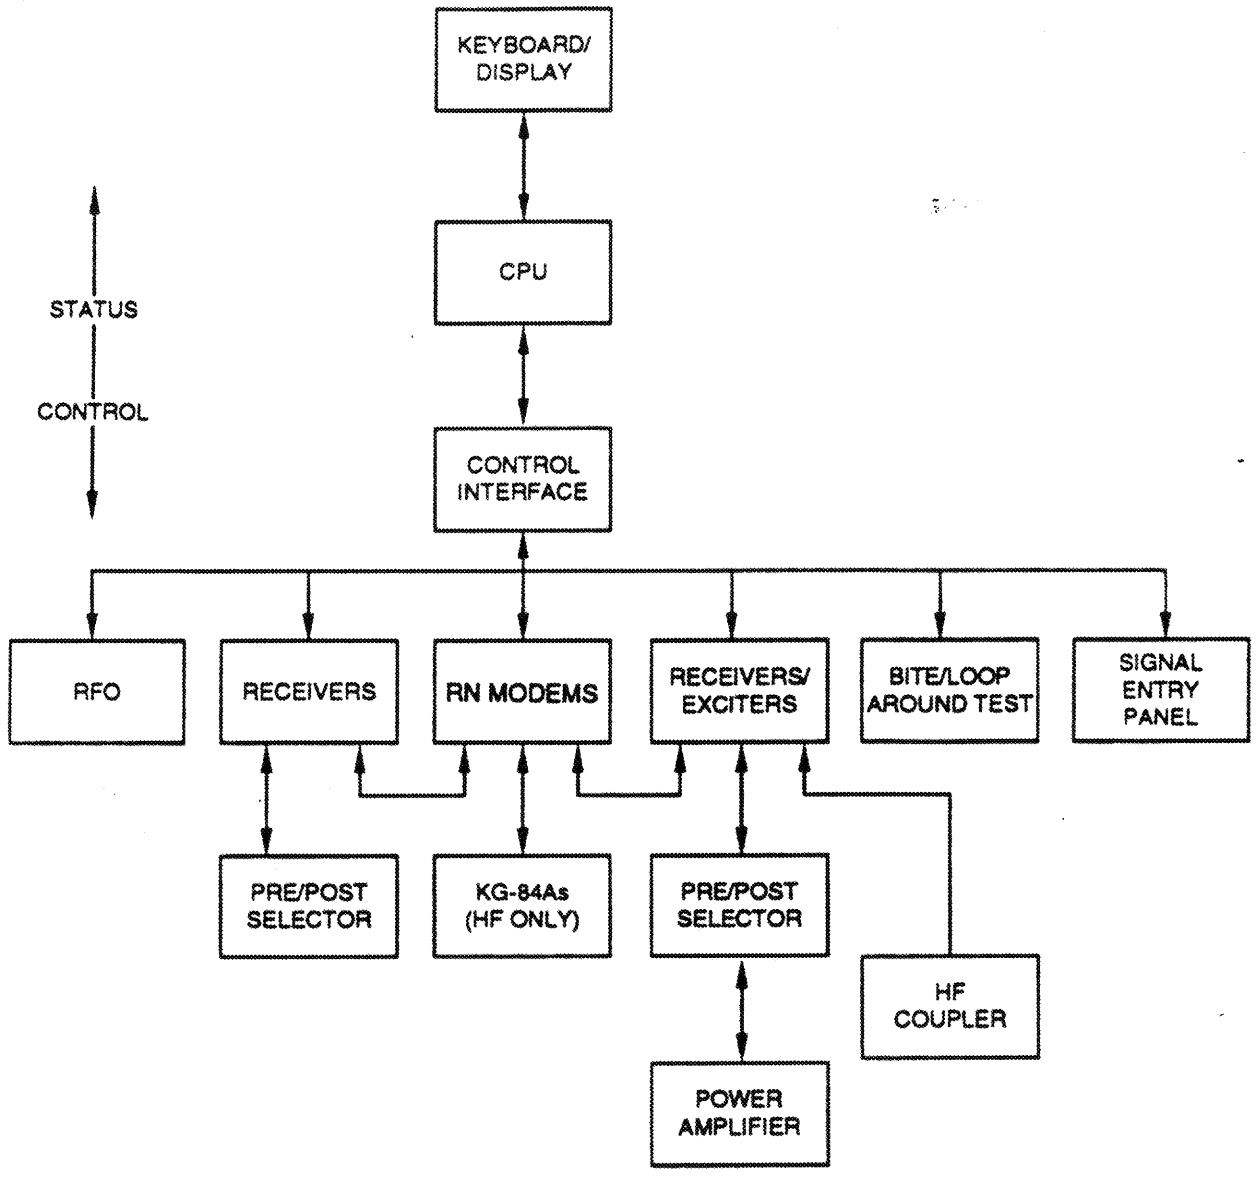 KEYBOARD/
DISPLAY
CPU
STATUS
CONTROL
CONTROL
INTERFACE
RFO
RECEIVERS
RN MODEMS
RECEIVERS/
EXCITERS
BITE/LOOP
AROUND TEST
SIGNAL
ENTRY
PANEL
PRE/POST
SELECTOR
KG-84As
(HF ONLY)
PRE/POST
SELECTOR
HF
COUPLER
POWER
AMPLIFIER